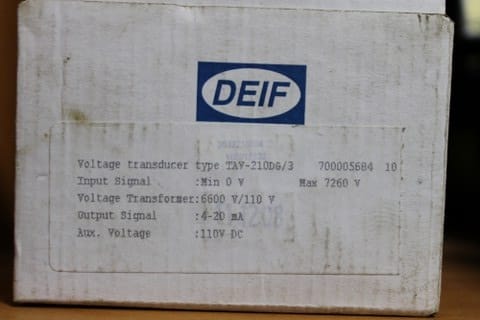 DEIF
Voltage transducer type TAV-210DG/3 700005684 10
Input Signal :Min 0 V Max 7260 V
Voltage Transformer:6600 V/110 V
Output Signal :4-20 mA
Aux. Voltage :110V DC